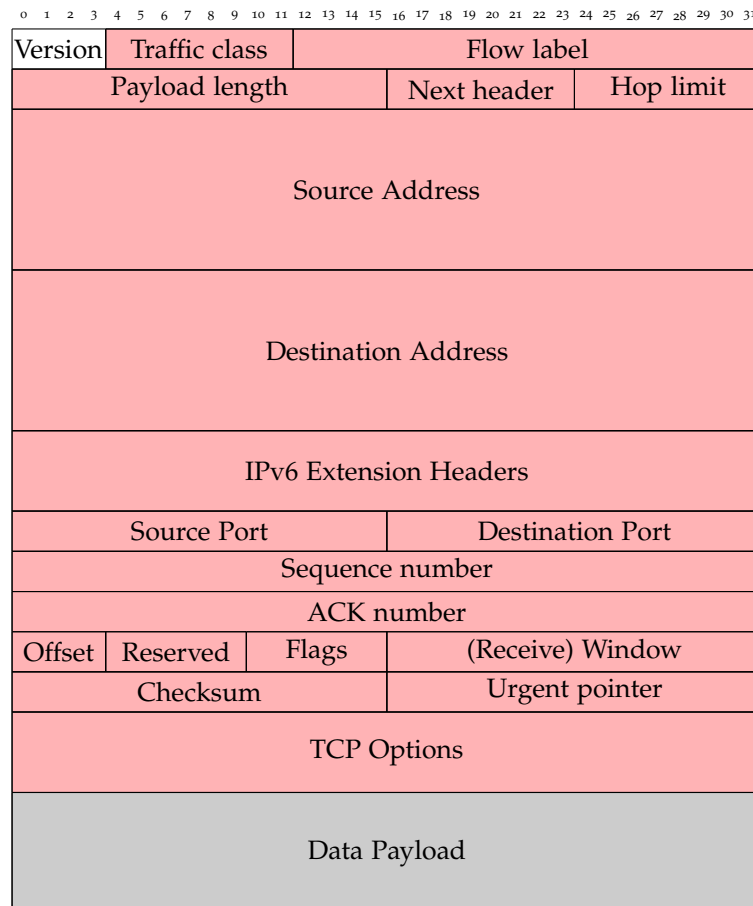 0 1 2 3 4 5 6 7 8 9 10 11 12 13 14 15 16 17 18 19 20 21 22 23 24 25 26 27 28 29 30 31
Version Traffic class Flow label
Payload length Next header Hop limit
Source Address
Destination Address
IPv6 Extension Headers
Source Port Destination Port
Sequence number
ACK number
Offset Reserved Flags (Receive) Window
Checksum Urgent pointer
TCP Options
Data Payload